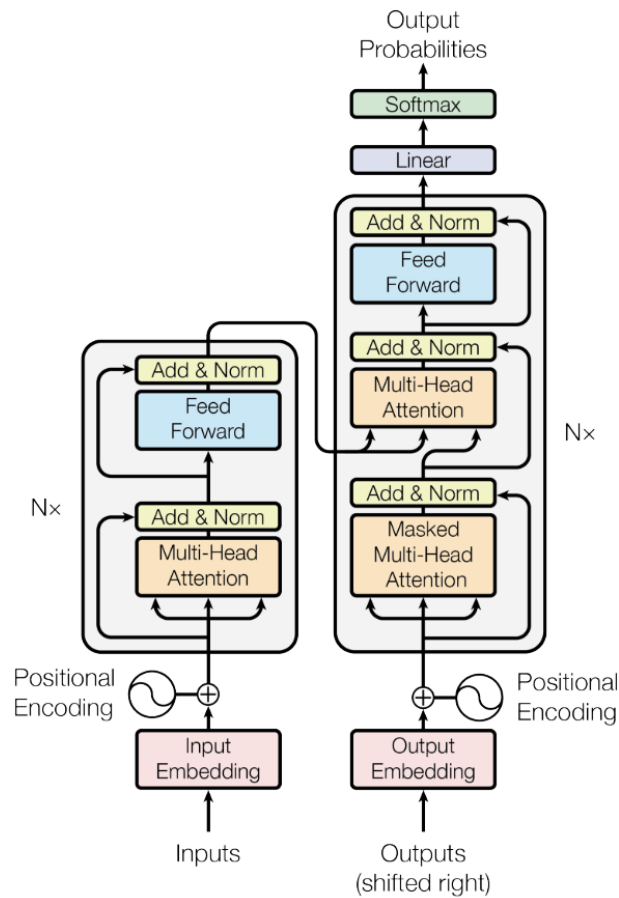 Output
Probabilities
Softmax
Linear
Add & Norm
Feed
Forward
Add & Norm
Multi-Head
Attention
Nx
Add & Norm
Masked
Multi-Head
Attention
Add & Norm
Feed
Forward
Nx
Add & Norm
Multi-Head
Attention
Positional
Encoding
Positional
Encoding
Input
Embedding
Output
Embedding
Inputs
Outputs
(shifted right)